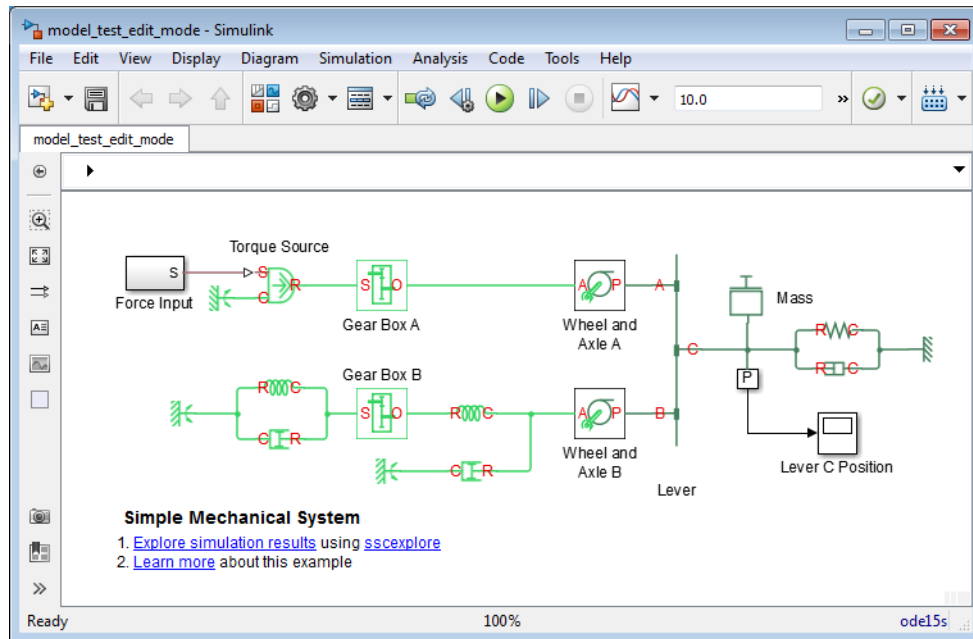 model_test_edit_mode - Simulink
File Edit View Display Diagram Simulation Analysis Code Tools Help
10.0 »
model_test_edit_mode
Torque Source
S
S
C
R
Force Input
S
O
Gear Box A
A
P
Wheel and
Axle A
A
C
B
Lever
Mass
R
C
R
C
P
Lever C Position
Gear Box B
R
C
C
R
S
O
R
C
C
R
A
P
Wheel and
Axle B
Simple Mechanical System
1. Explore simulation results using sscexplore
2. Learn more about this example
Ready 100% ode15s